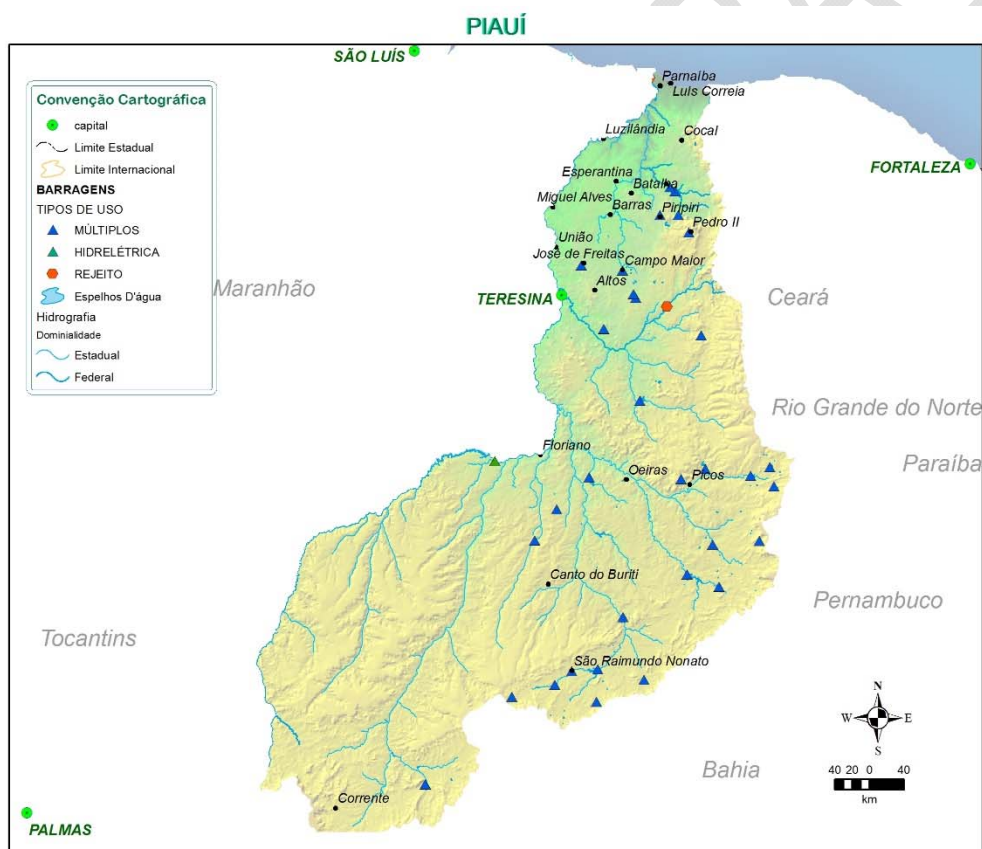 PIAUÍ
SÃO LUÍS
Convenção Cartográfica
capital
Limite Estadual
Limite Internacional
BARRAGENS
TIPOS DE USO
MÚLTIPLOS
HIDRELÉTRICA
REJEITO
Espelhos D'água
Hidrografia
Dominialidade
Estadual
Federal
Parnaíba
Luís Correia
Luzilândia
Cocal
FORTALEZA
Esperantina
Batalha
Miguel Alves
Barras
Piripiri
Pedro II
União
José de Freitas
Campo Maior
Altos
Maranhão
TERESINA
Ceará
Rio Grande do Norte
Floriano
Paraíba
Oeiras
Picos
Canto do Buriti
Pernambuco
Tocantins
São Raimundo Nonato
N
W
E
S
Bahia
40 20 0 40
km
Corrente
PALMAS